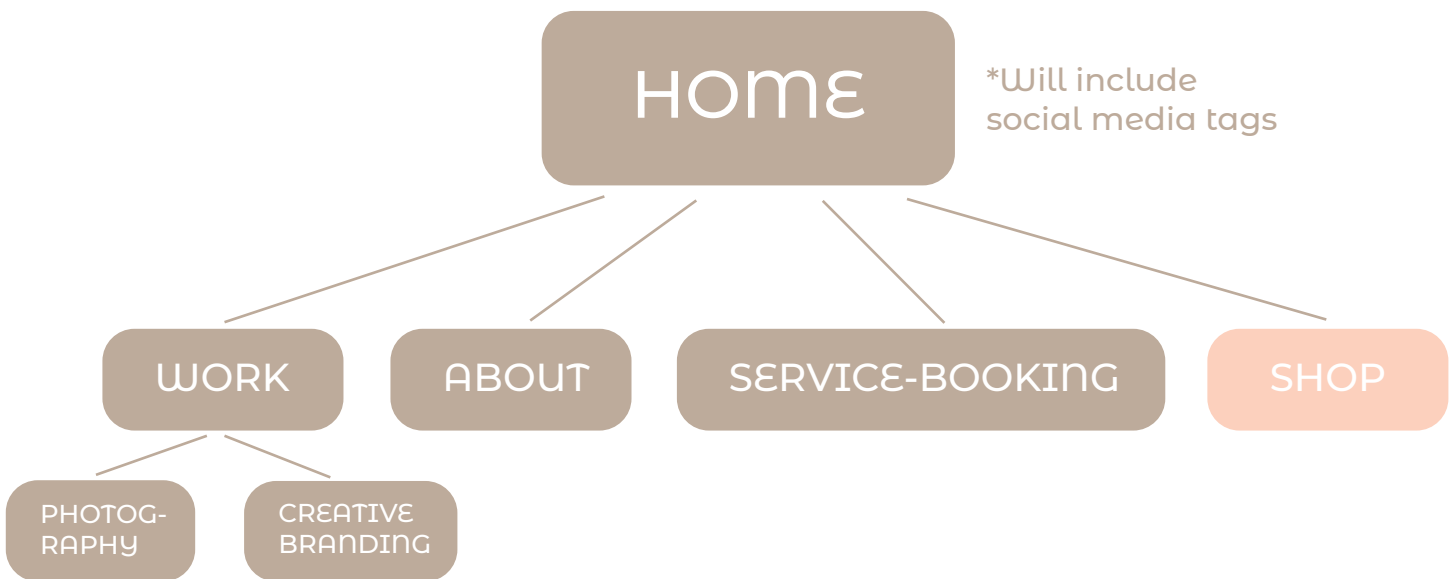 HOME
*Will include
social media tags
WORK
ABOUT
SERVICE-BOOKING
SHOP
PHOTOG-
RAPHY
CREATIVE
BRANDING